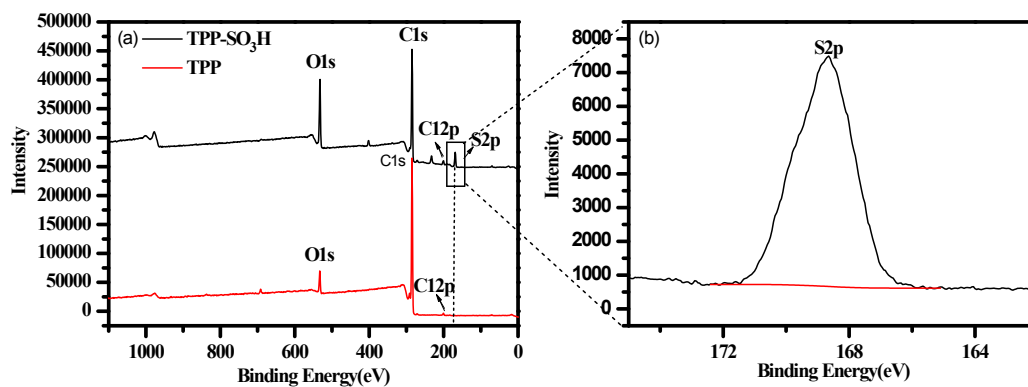 (a)
TPP-SO₃H
TPP
C1s
O1s
C12p
S2p
C1s
O1s
C12p
500000
450000
400000
350000
300000
250000
200000
150000
100000
50000
0
Intensity
1000 800 600 400 200 0
Binding Energy(eV)
(b)
S2p
8000
7000
6000
5000
4000
3000
2000
1000
0
Intensity
172 168 164
Binding Energy(eV)